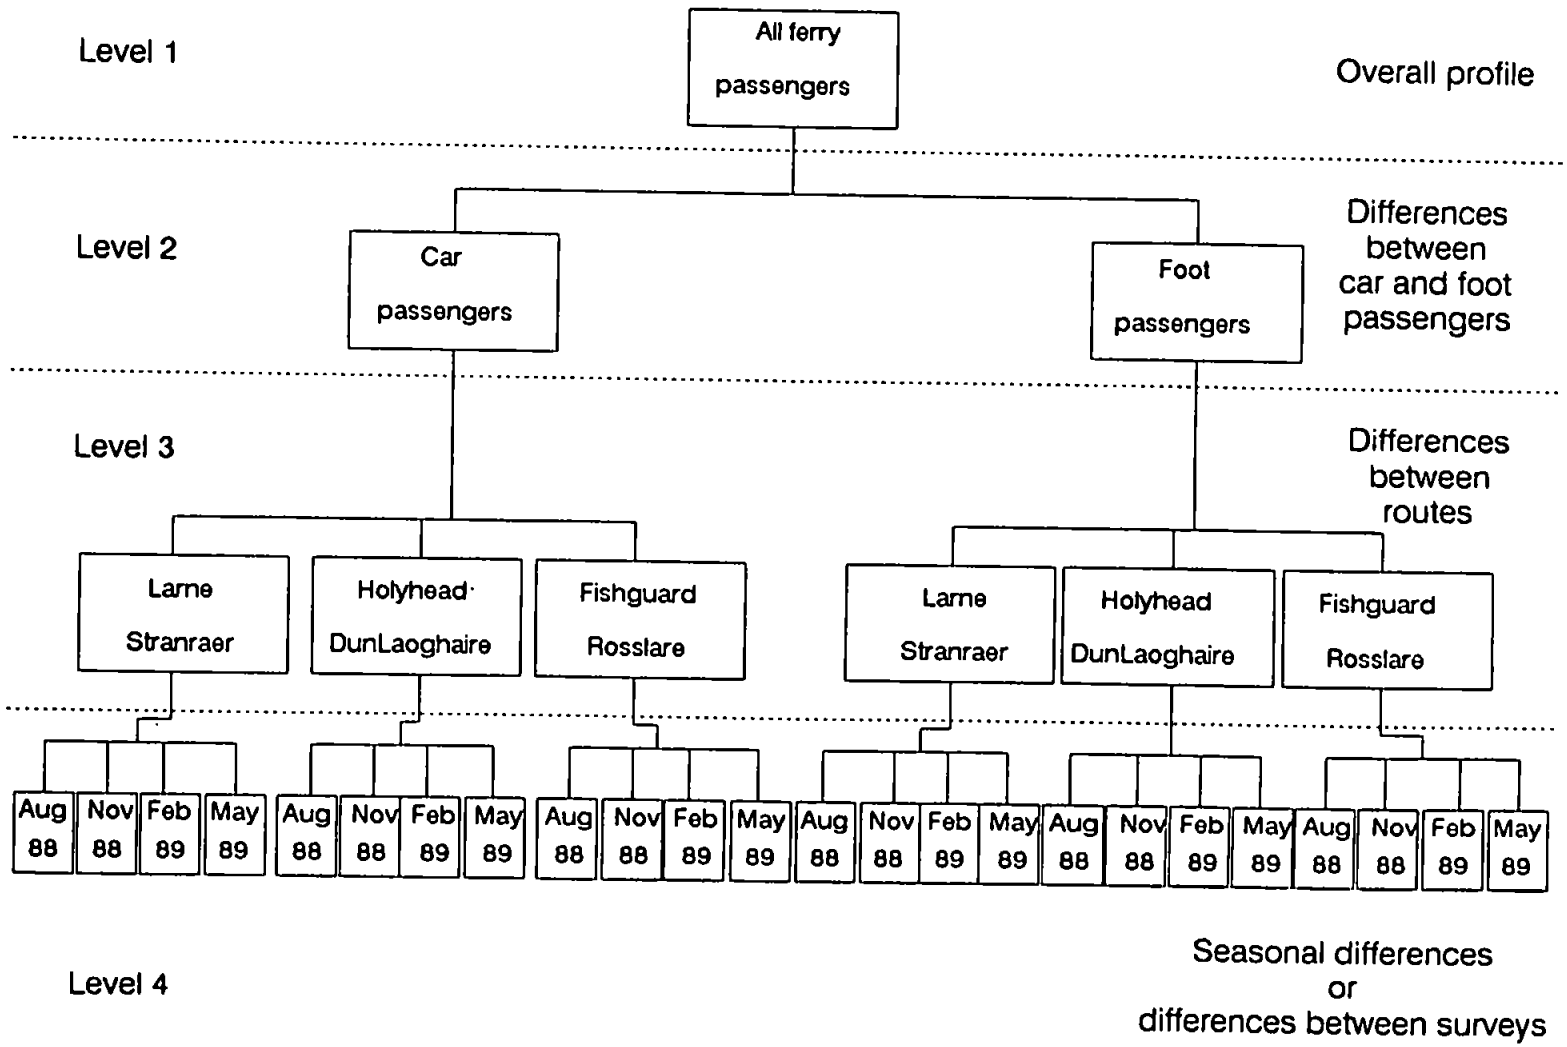 Level 1
All ferry
passengers
Overall profile
Level 2
Car
passengers
Foot
passengers
Differences
between
car and foot
passengers
Level 3
Differences
between
routes
Larne
Stranraer
Holyhead
DunLaoghaire
Fishguard
Rosslare
Larne
Stranraer
Holyhead
DunLaoghaire
Fishguard
Rosslare
Aug
88
Nov
88
Feb
89
May
89
Aug
88
Nov
88
Feb
89
May
89
Aug
88
Nov
88
Feb
89
May
89
Aug
88
Nov
88
Feb
89
May
89
Aug
88
Nov
88
Feb
89
May
89
Aug
88
Nov
88
Feb
89
May
89
Level 4
Seasonal differences
or
differences between surveys